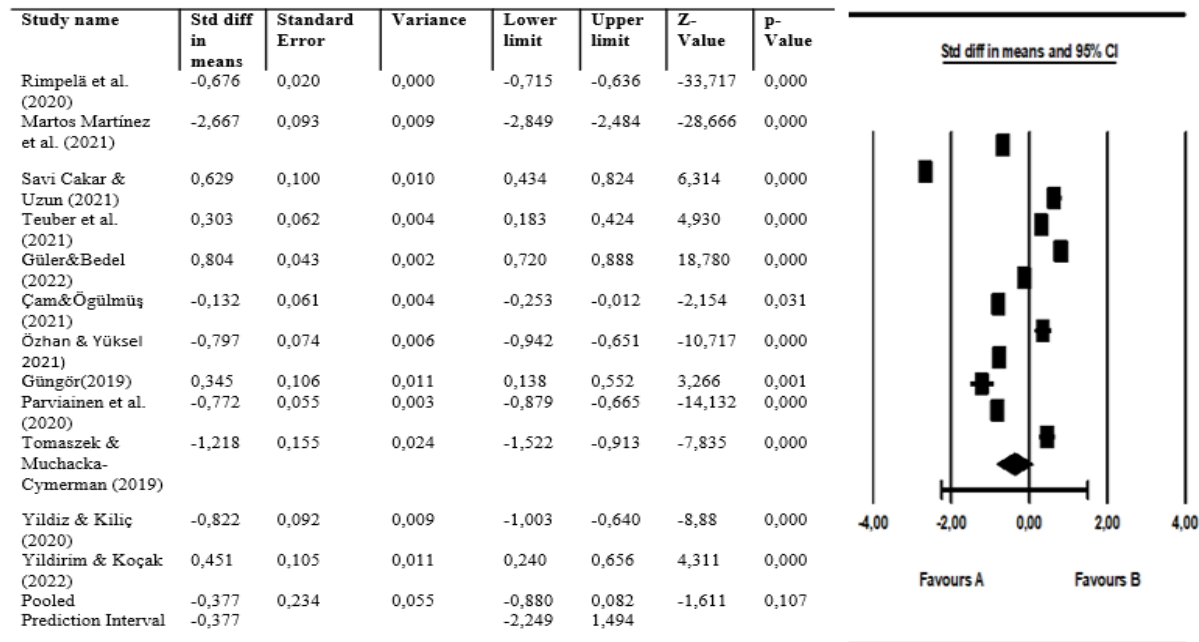 Study name Std diff in means Standard Error Variance Lower limit Upper limit Z-Value p-Value
Rimpelä et al. (2020) -0,676 0,020 0,000 -0,715 -0,636 -33,717 0,000
Martos Martínez et al. (2021) -2,667 0,093 0,009 -2,849 -2,484 -28,666 0,000
Savi Cakar & Uzun (2021) 0,629 0,100 0,010 0,434 0,824 6,314 0,000
Teuber et al. (2021) 0,303 0,062 0,004 0,183 0,424 4,930 0,000
Güler&Bedel (2022) 0,804 0,043 0,002 0,720 0,888 18,780 0,000
Çam&Ögülmüş (2021) -0,132 0,061 0,004 -0,253 -0,012 -2,154 0,031
Özhan & Yüksel 2021) -0,797 0,074 0,006 -0,942 -0,651 -10,717 0,000
Güngör(2019) 0,345 0,106 0,011 0,138 0,552 3,266 0,001
Parviainen et al. (2020) -0,772 0,055 0,003 -0,879 -0,665 -14,132 0,000
Tomaszek & Muchacka-Cymerman (2019) -1,218 0,155 0,024 -1,522 -0,913 -7,835 0,000
Yildiz & Kiliç (2020) -0,822 0,092 0,009 -1,003 -0,640 -8,88 0,000
Yildirim & Koçak (2022) 0,451 0,105 0,011 0,240 0,656 4,311 0,000
Pooled -0,377 0,234 0,055 -0,880 0,082 -1,611 0,107
Prediction Interval -0,377 -2,249 1,494
Std diff in means and 95% CI
-4,00 -2,00 0,00 2,00 4,00
Favours A Favours B